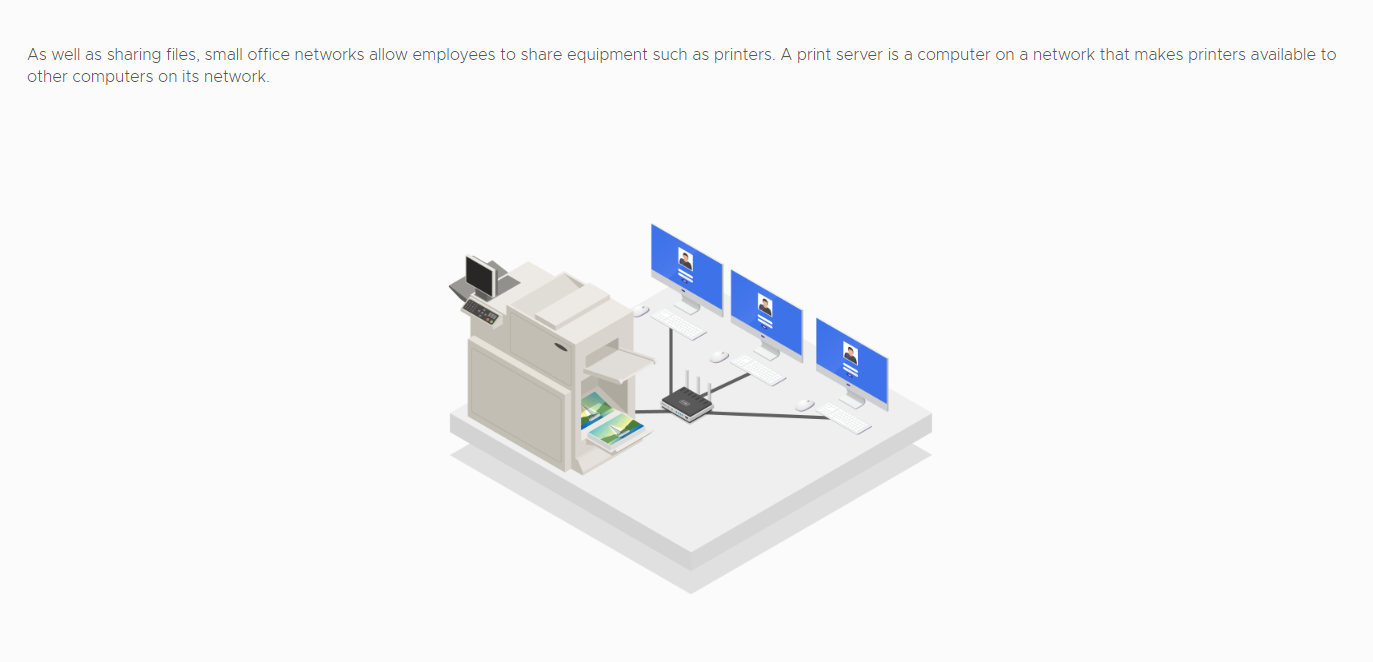 As well as sharing files, small office networks allow employees to share equipment such as printers. A print server is a computer on a network that makes printers available to
other computers on its network.